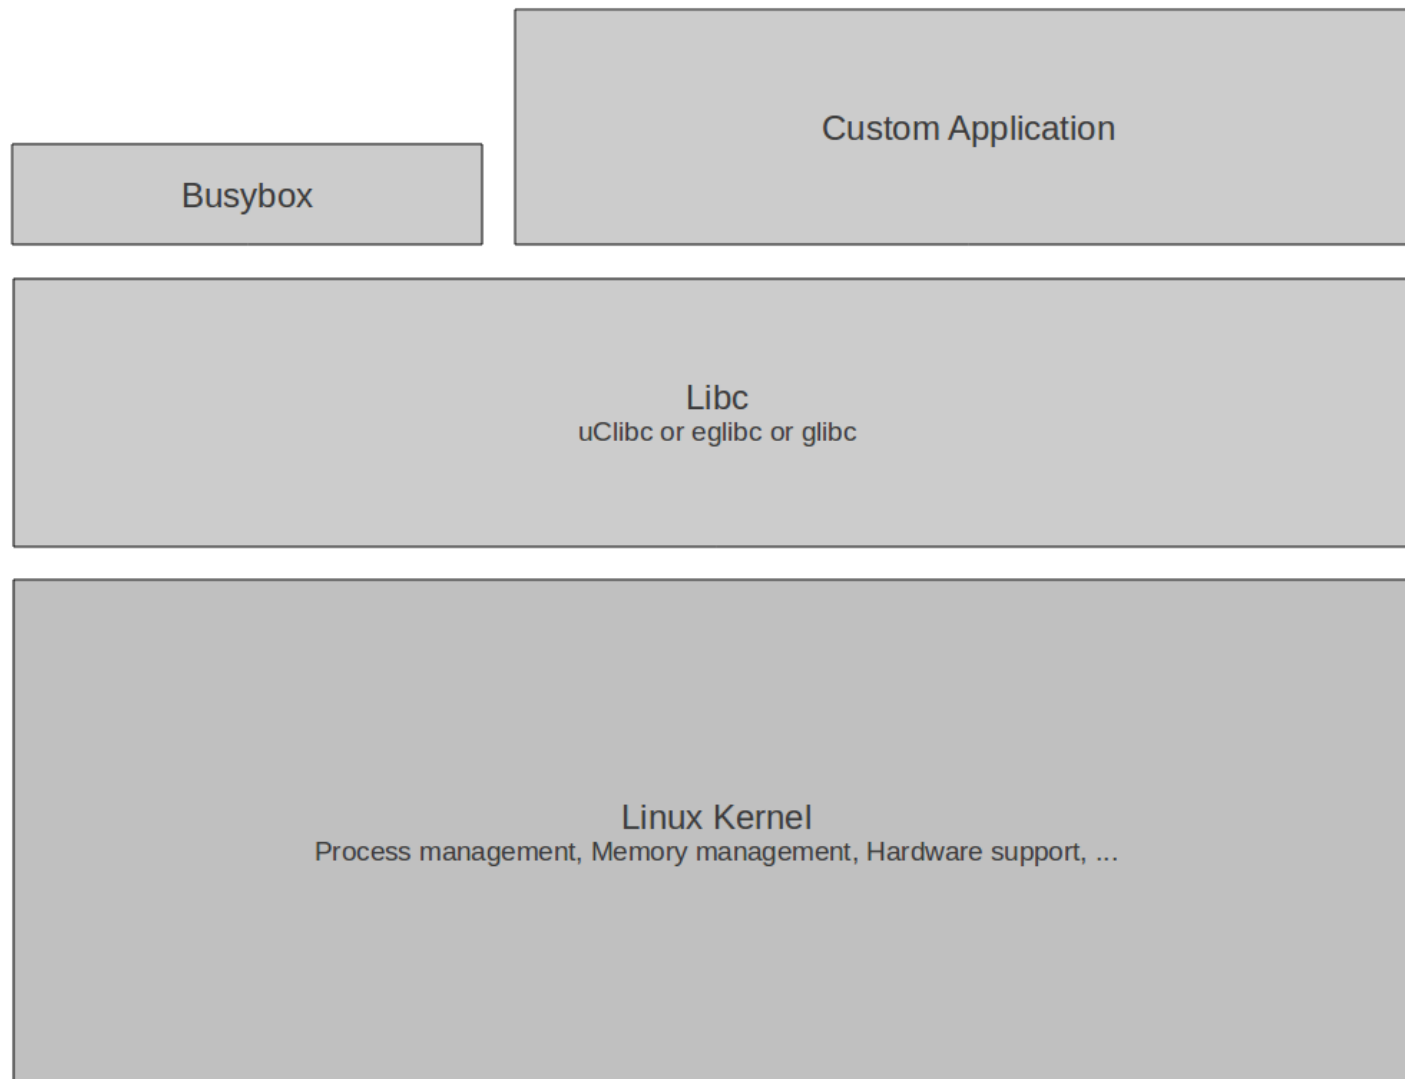 Custom Application
Busybox
Libc
uClibc or eglibc or glibc
Linux Kernel
Process management, Memory management, Hardware support, ...